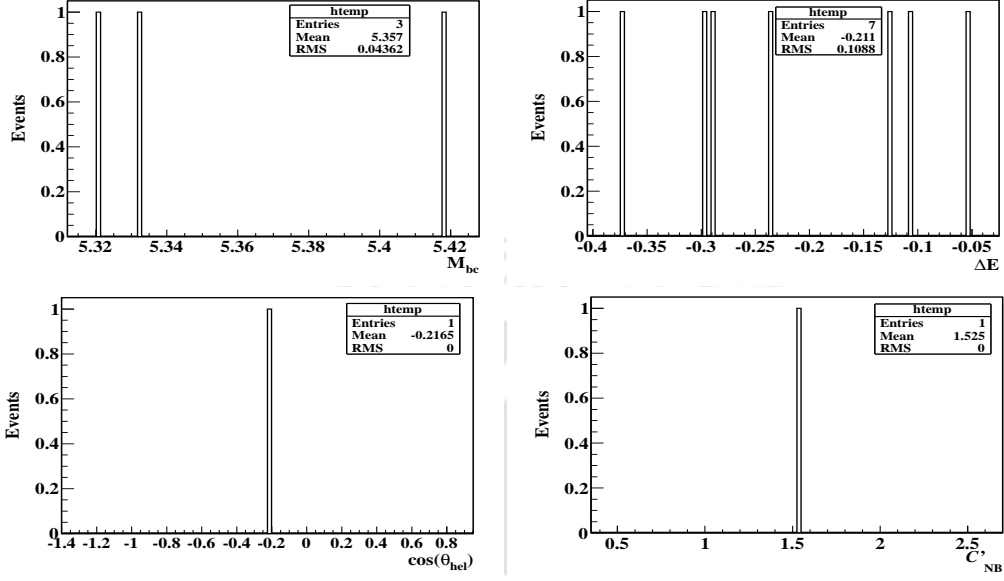 htemp
Entries 3
Mean 5.357
RMS 0.04362
Events
1
0.8
0.6
0.4
0.2
0
5.32 5.34 5.36 5.38 5.4 5.42
M_bc
htemp
Entries 7
Mean -0.211
RMS 0.1088
Events
1
0.8
0.6
0.4
0.2
0
-0.4 -0.35 -0.3 -0.25 -0.2 -0.15 -0.1 -0.05
ΔE
htemp
Entries 1
Mean -0.2165
RMS 0
Events
1
0.8
0.6
0.4
0.2
0
-1.4 -1.2 -1 -0.8 -0.6 -0.4 -0.2 0 0.2 0.4 0.6 0.8
cos(θ_hel)
htemp
Entries 1
Mean 1.525
RMS 0
Events
1
0.8
0.6
0.4
0.2
0
0.5 1 1.5 2 2.5
C'_NB